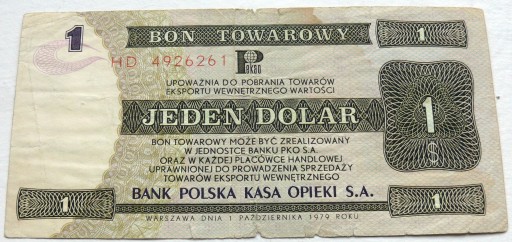 1 BON TOWAROWY 1
HD 4926261 Pekao
UPOWAŻNIA DO POBRANIA TOWARÓW
EKSPORTU WEWNĘTRZNEGO WARTOŚCI
JEDEN DOLAR
1
$
BON TOWAROWY MOŻE BYĆ ZREALIZOWANY
W JEDNOSTCE BANKU PKO S.A.
ORAZ W KAŻDEJ PLACÓWCE HANDLOWEJ
UPRAWNIONEJ DO PROWADZENIA SPRZEDAŻY
TOWARÓW EKSPORTU WEWNĘTRZNEGO
1 BANK POLSKA KASA OPIEKI S.A. 1
WARSZAWA DNIA 1 PAŹDZIERNIKA 1979 ROKU